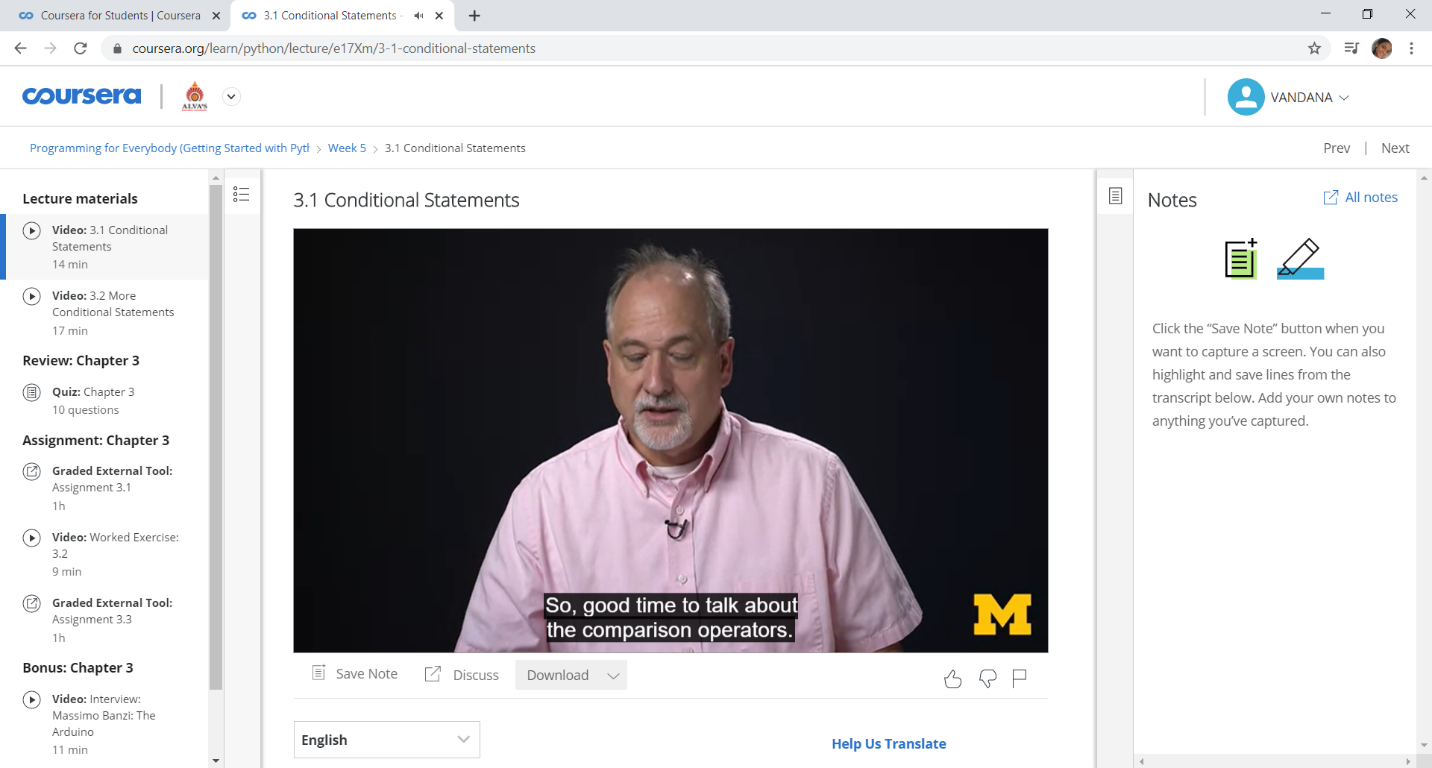 Coursera for Students | Coursera
3.1 Conditional Statements -
coursera.org/learn/python/lecture/e17Xm/3-1-conditional-statements
coursera
ALVA'S
VANDANA
Programming for Everybody (Getting Started with Pyth
Week 5
3.1 Conditional Statements
Prev | Next
Lecture materials
Video: 3.1 Conditional
Statements
14 min
Video: 3.2 More
Conditional Statements
17 min
Review: Chapter 3
Quiz: Chapter 3
10 questions
Assignment: Chapter 3
Graded External Tool:
Assignment 3.1
1h
Video: Worked Exercise:
3.2
9 min
Graded External Tool:
Assignment 3.3
1h
Bonus: Chapter 3
Video: Interview:
Massimo Banzi: The
Arduino
11 min
3.1 Conditional Statements
So, good time to talk about
the comparison operators.
M
Save Note
Discuss
Download
English
Help Us Translate
Notes
All notes
Click the “Save Note” button when you
want to capture a screen. You can also
highlight and save lines from the
transcript below. Add your own notes to
anything you’ve captured.